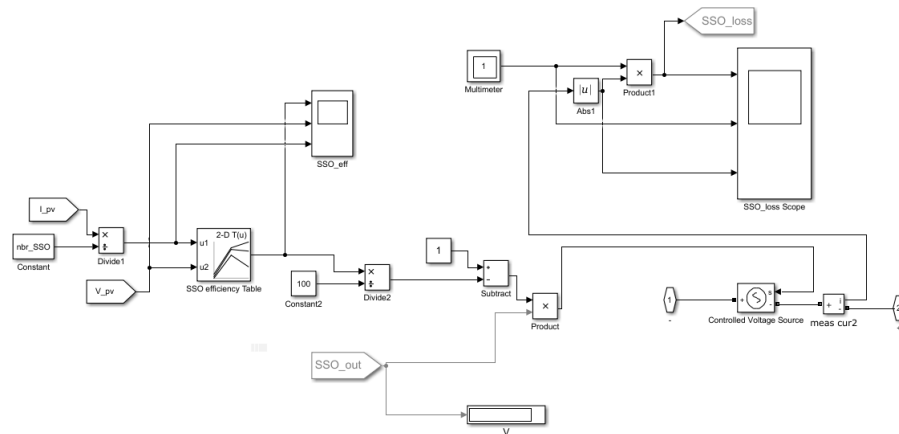 SSO_loss
1
Multimeter
|u|
Abs1
×
Product1
SSO_loss Scope
SSO_eff
I_pv
nbr_SSO
Constant
×
÷
Divide1
V_pv
2-D T(u)
u1
u2
SSO efficiency Table
100
Constant2
×
÷
Divide2
1
+
−
Subtract
×
Product
SSO_out
V
1
-
+
s
-
Controlled Voltage Source
+
i
-
meas cur2
2